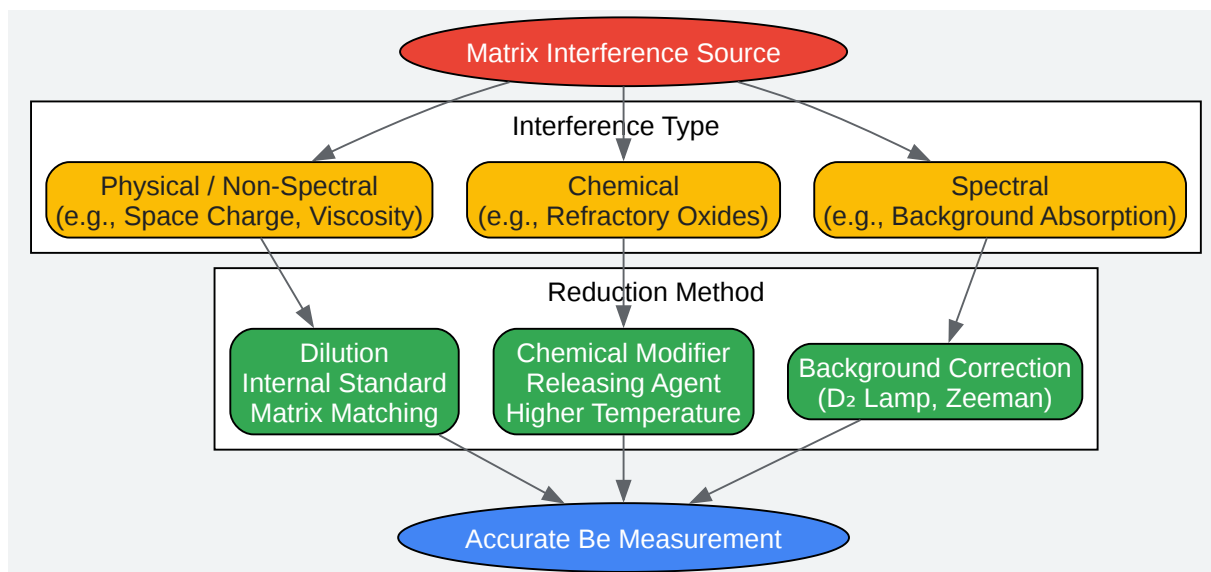 Matrix Interference Source
Interference Type
Physical / Non-Spectral
(e.g., Space Charge, Viscosity)
Chemical
(e.g., Refractory Oxides)
Spectral
(e.g., Background Absorption)
Reduction Method
Dilution
Internal Standard
Matrix Matching
Chemical Modifier
Releasing Agent
Higher Temperature
Background Correction
(D₂ Lamp, Zeeman)
Accurate Be Measurement